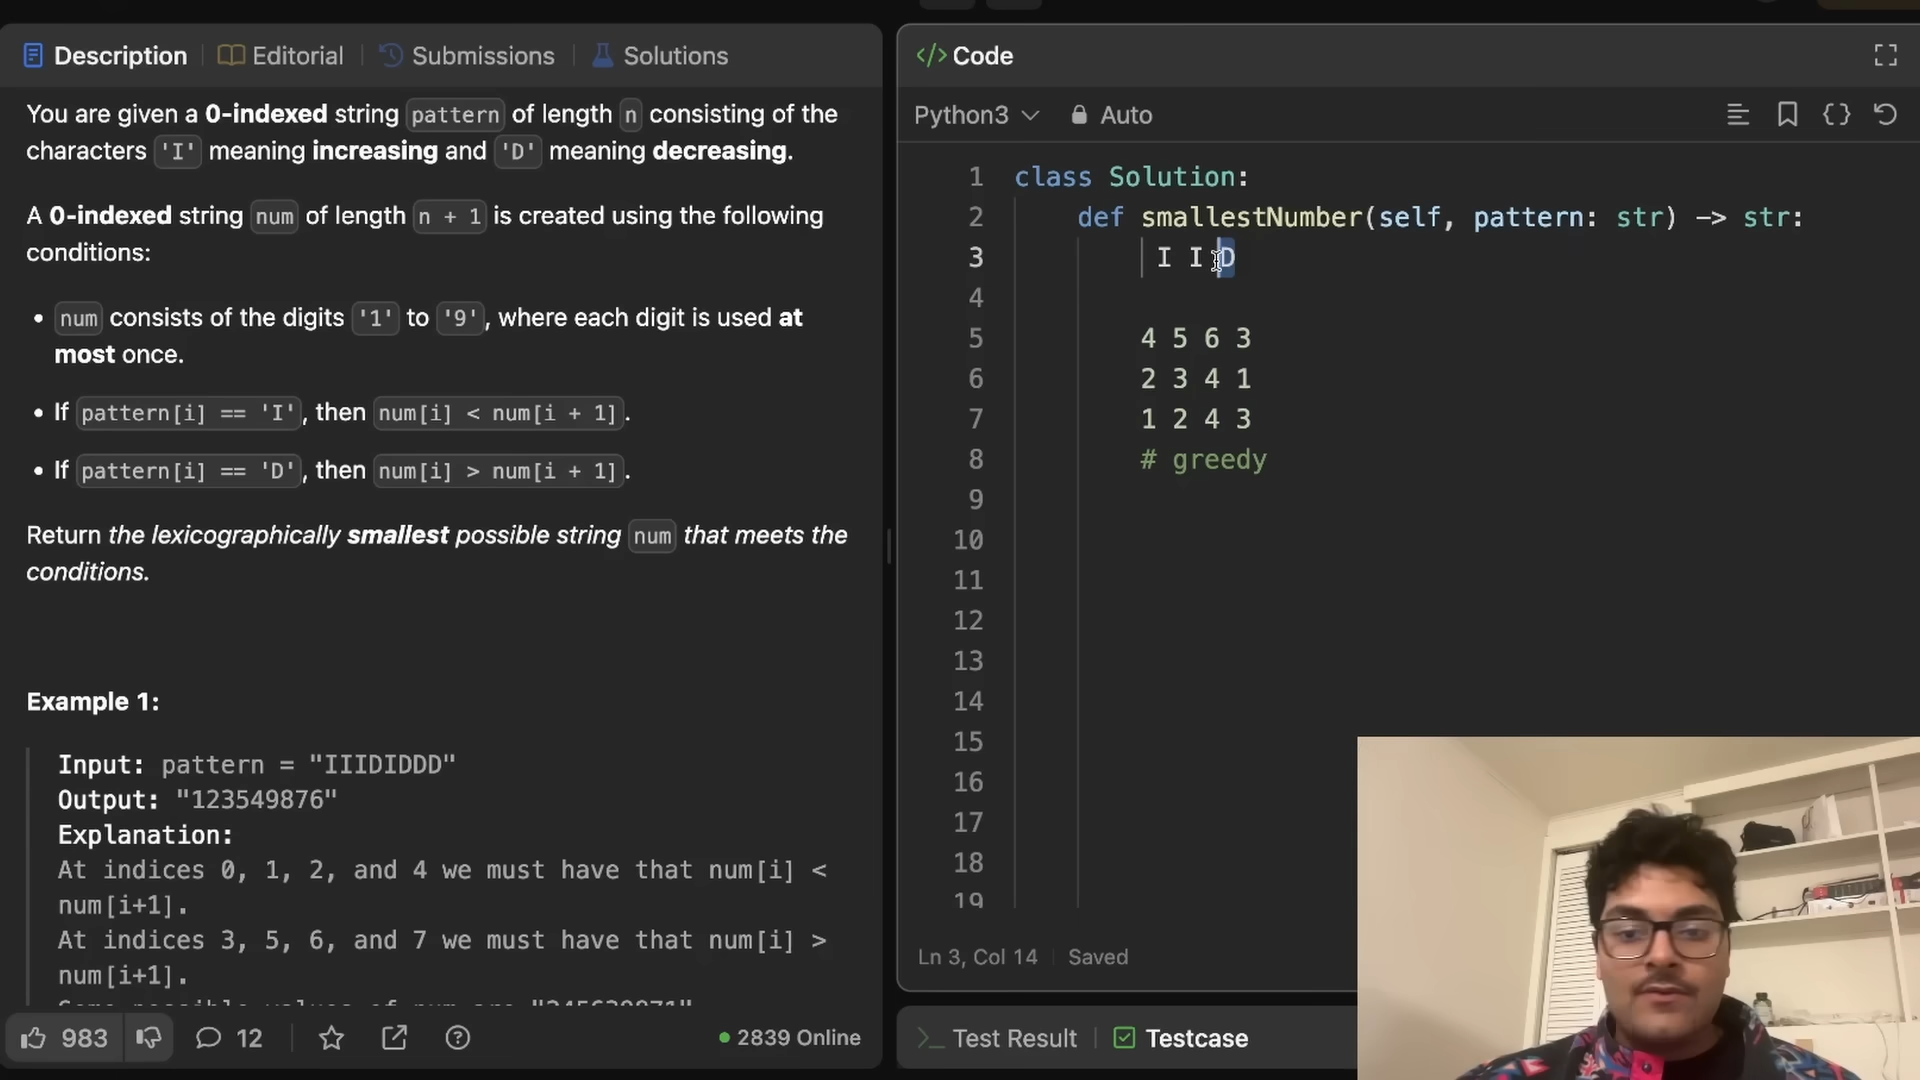 Description Editorial Submissions Solutions
You are given a 0-indexed string pattern of length n consisting of the
characters 'I' meaning increasing and 'D' meaning decreasing.
A 0-indexed string num of length n + 1 is created using the following
conditions:
• num consists of the digits '1' to '9', where each digit is used at
most once.
• If pattern[i] == 'I', then num[i] < num[i + 1].
• If pattern[i] == 'D', then num[i] > num[i + 1].
Return the lexicographically smallest possible string num that meets the
conditions.
Example 1:
Input: pattern = "IIIDIDDD"
Output: "123549876"
Explanation:
At indices 0, 1, 2, and 4 we must have that num[i] <
num[i+1].
At indices 3, 5, 6, and 7 we must have that num[i] >
num[i+1].
Some possible values of num are "245639871"
983 12 2839 Online
</> Code
Python3 Auto
1 class Solution:
2 def smallestNumber(self, pattern: str) -> str:
3 I I D
4
5 4 5 6 3
6 2 3 4 1
7 1 2 4 3
8 # greedy
9
10
11
12
13
14
15
16
17
18
19
Ln 3, Col 14 Saved
Test Result Testcase